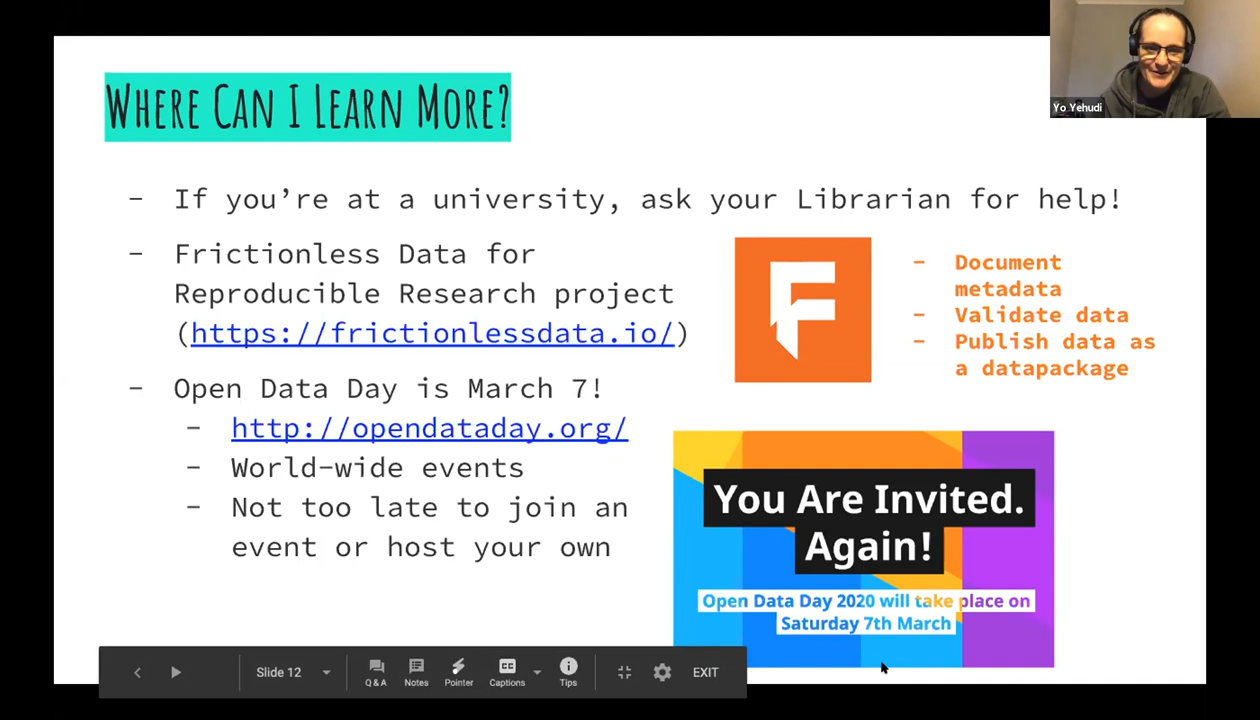 Yo Yehudi
Where Can I Learn More?
- If you’re at a university, ask your Librarian for help!
- Frictionless Data for
Reproducible Research project
(https://frictionlessdata.io/)
F
- Document
metadata
- Validate data
- Publish data as
a datapackage
- Open Data Day is March 7!
- http://opendataday.org/
- World-wide events
- Not too late to join an
event or host your own
You Are Invited.
Again!
Open Data Day 2020 will take place on
Saturday 7th March
Slide 12
Q & A
Notes
Pointer
CC
Captions
Tips
EXIT